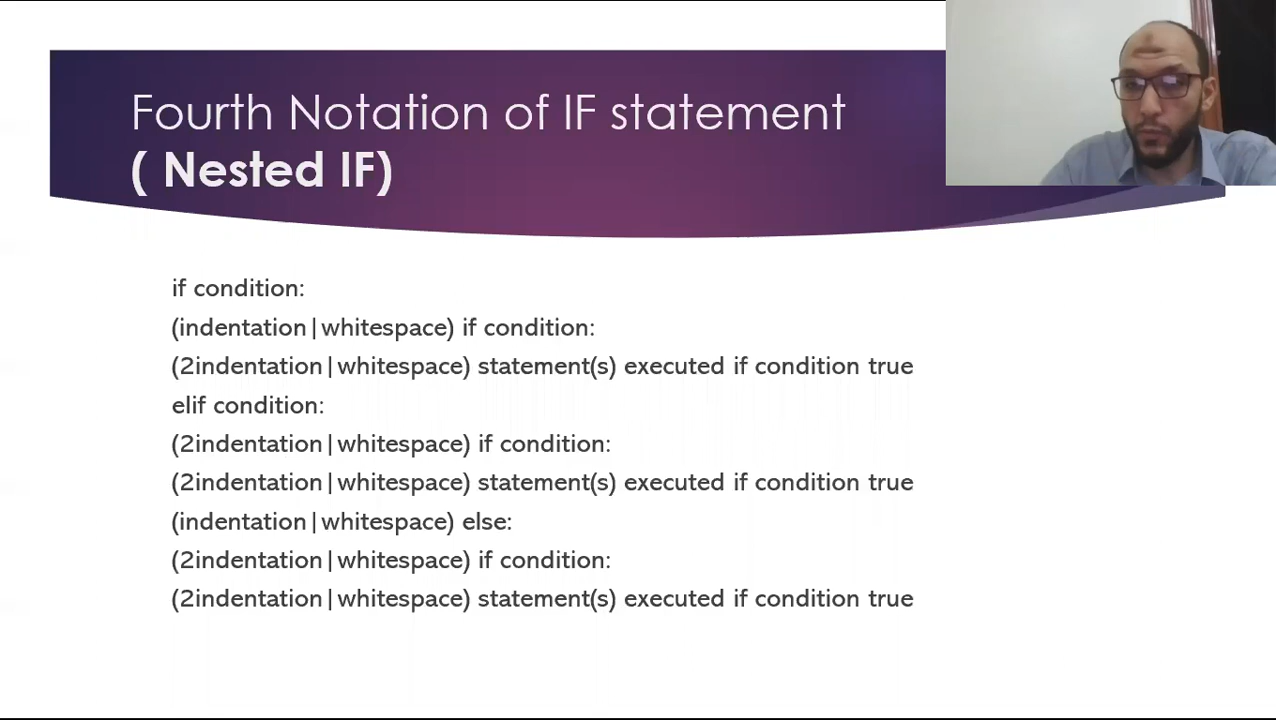 Fourth Notation of IF statement
( Nested IF)
if condition:
(indentation|whitespace) if condition:
(2indentation|whitespace) statement(s) executed if condition true
elif condition:
(2indentation|whitespace) if condition:
(2indentation|whitespace) statement(s) executed if condition true
(indentation|whitespace) else:
(2indentation|whitespace) if condition:
(2indentation|whitespace) statement(s) executed if condition true